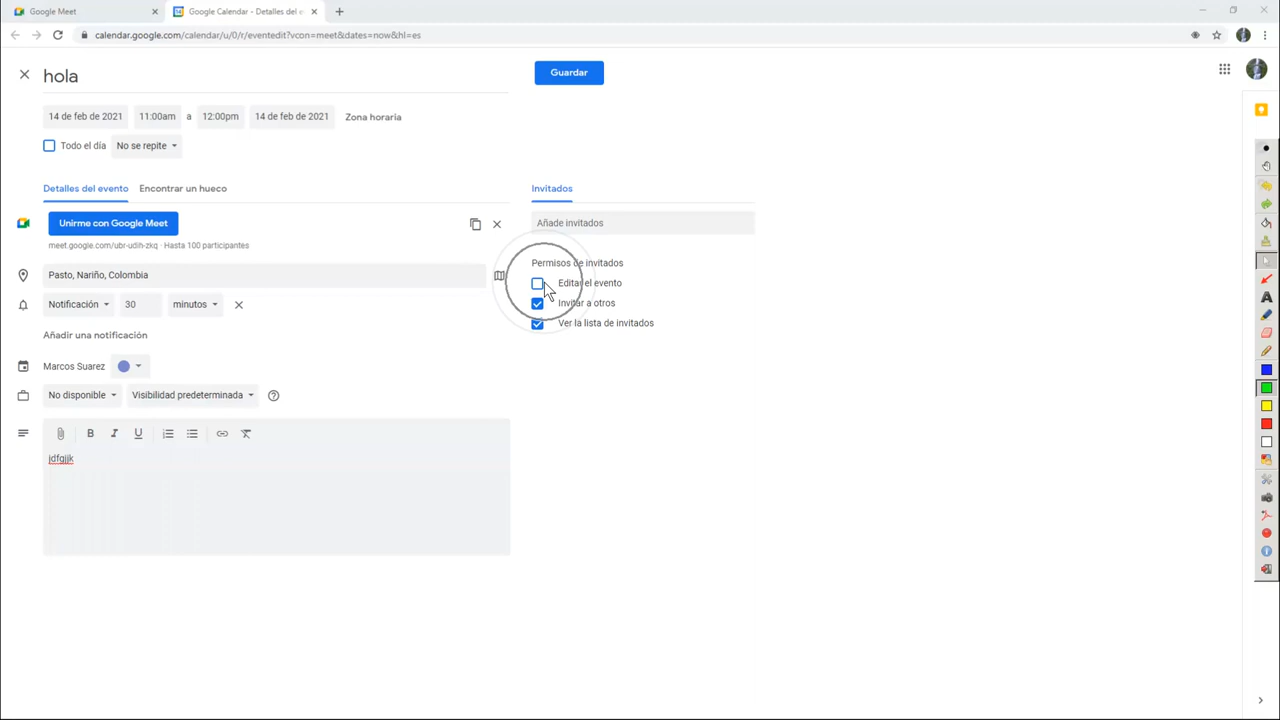 Google Meet
Google Calendar - Detalles del e
calendar.google.com/calendar/u/0/r/eventedit?vcon=meet&dates=now&hl=es
hola
Guardar
14 de feb de 2021 11:00am a 12:00pm 14 de feb de 2021 Zona horaria
Todo el día No se repite
Detalles del evento Encontrar un hueco
Invitados
Unirme con Google Meet
Añade invitados
meet.google.com/ubr-udih-zkq · Hasta 100 participantes
Permisos de invitados
Pasto, Nariño, Colombia
Editar el evento
Notificación 30 minutos
Invitar a otros
Ver la lista de invitados
Añadir una notificación
Marcos Suarez
No disponible Visibilidad predeterminada
B I U
jdfgjjk